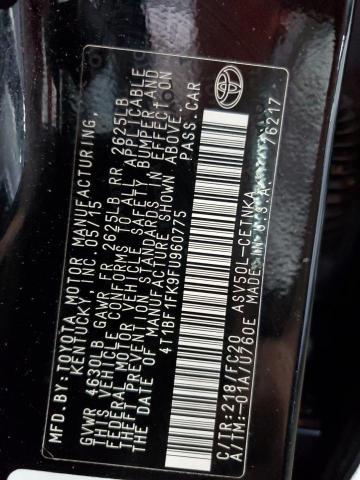 MFD.BY:TOYOTA MOTOR MANUFACTURING,
KENTUCKY, INC. 05/15
GVWR 4630LB GAWR FR 2625LB RR 2625LB
THIS VEHICLE CONFORMS TO ALL APPLICABLE
FEDERAL MOTOR VEHICLE SAFETY, BUMPER AND
THEFT PREVENTION STANDARDS IN EFFECT ON
THE DATE OF MANUFACTURE SHOWN ABOVE.
4T1BF1FK9FU960775 PASS.CAR
C/TR:218/FC20 ASV50L-CETNKA
A/TM:-01A/U760E MADE IN U.S.A. 76217